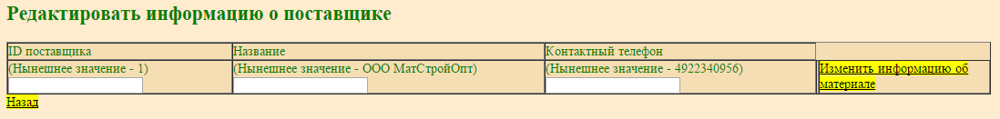 Редактировать информацию о поставщике
ID поставщика Название Контактный телефон
(Нынешнее значение - 1) (Нынешнее значение - ООО МатСтройОпт) (Нынешнее значение - 4922340956) Изменить информацию об
материале
Назад